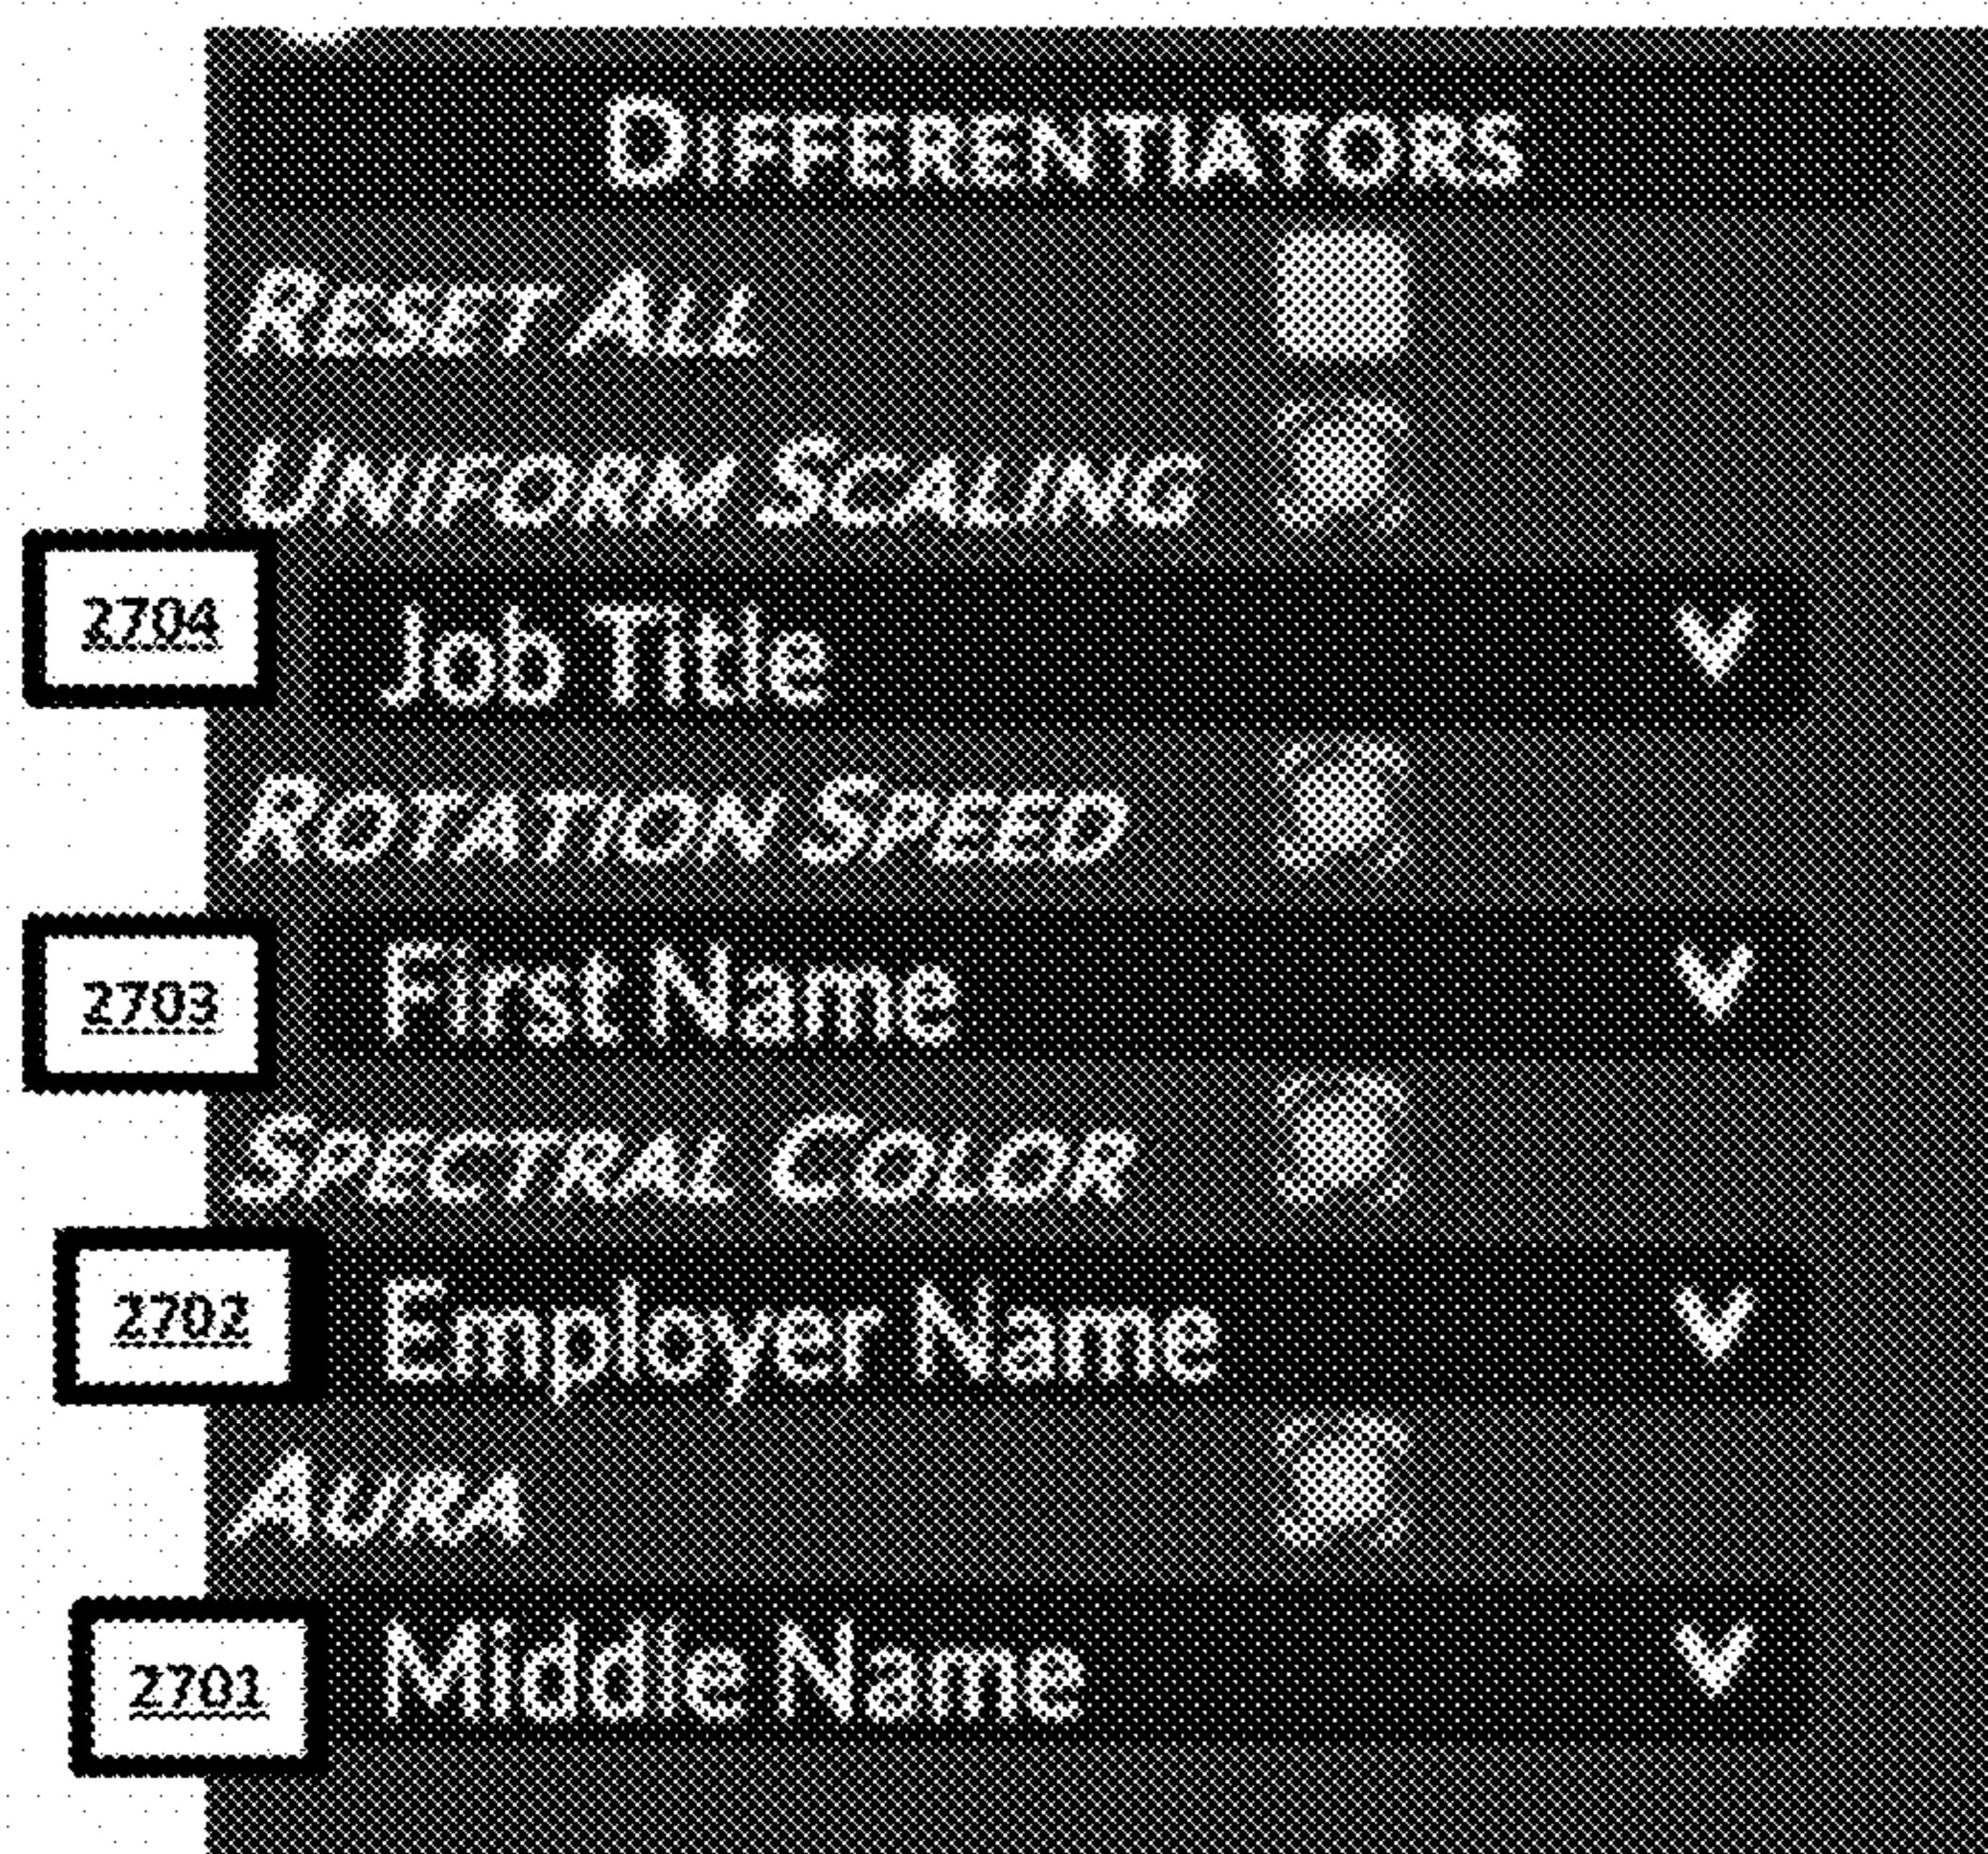 DIFFERENTIATORS
RESET ALL
UNIFORM SCALING
2704 Job Title
ROTATION SPEED
2703 First Name
SPECTRAL COLOR
2702 Employer Name
AURA
2701 Middle Name